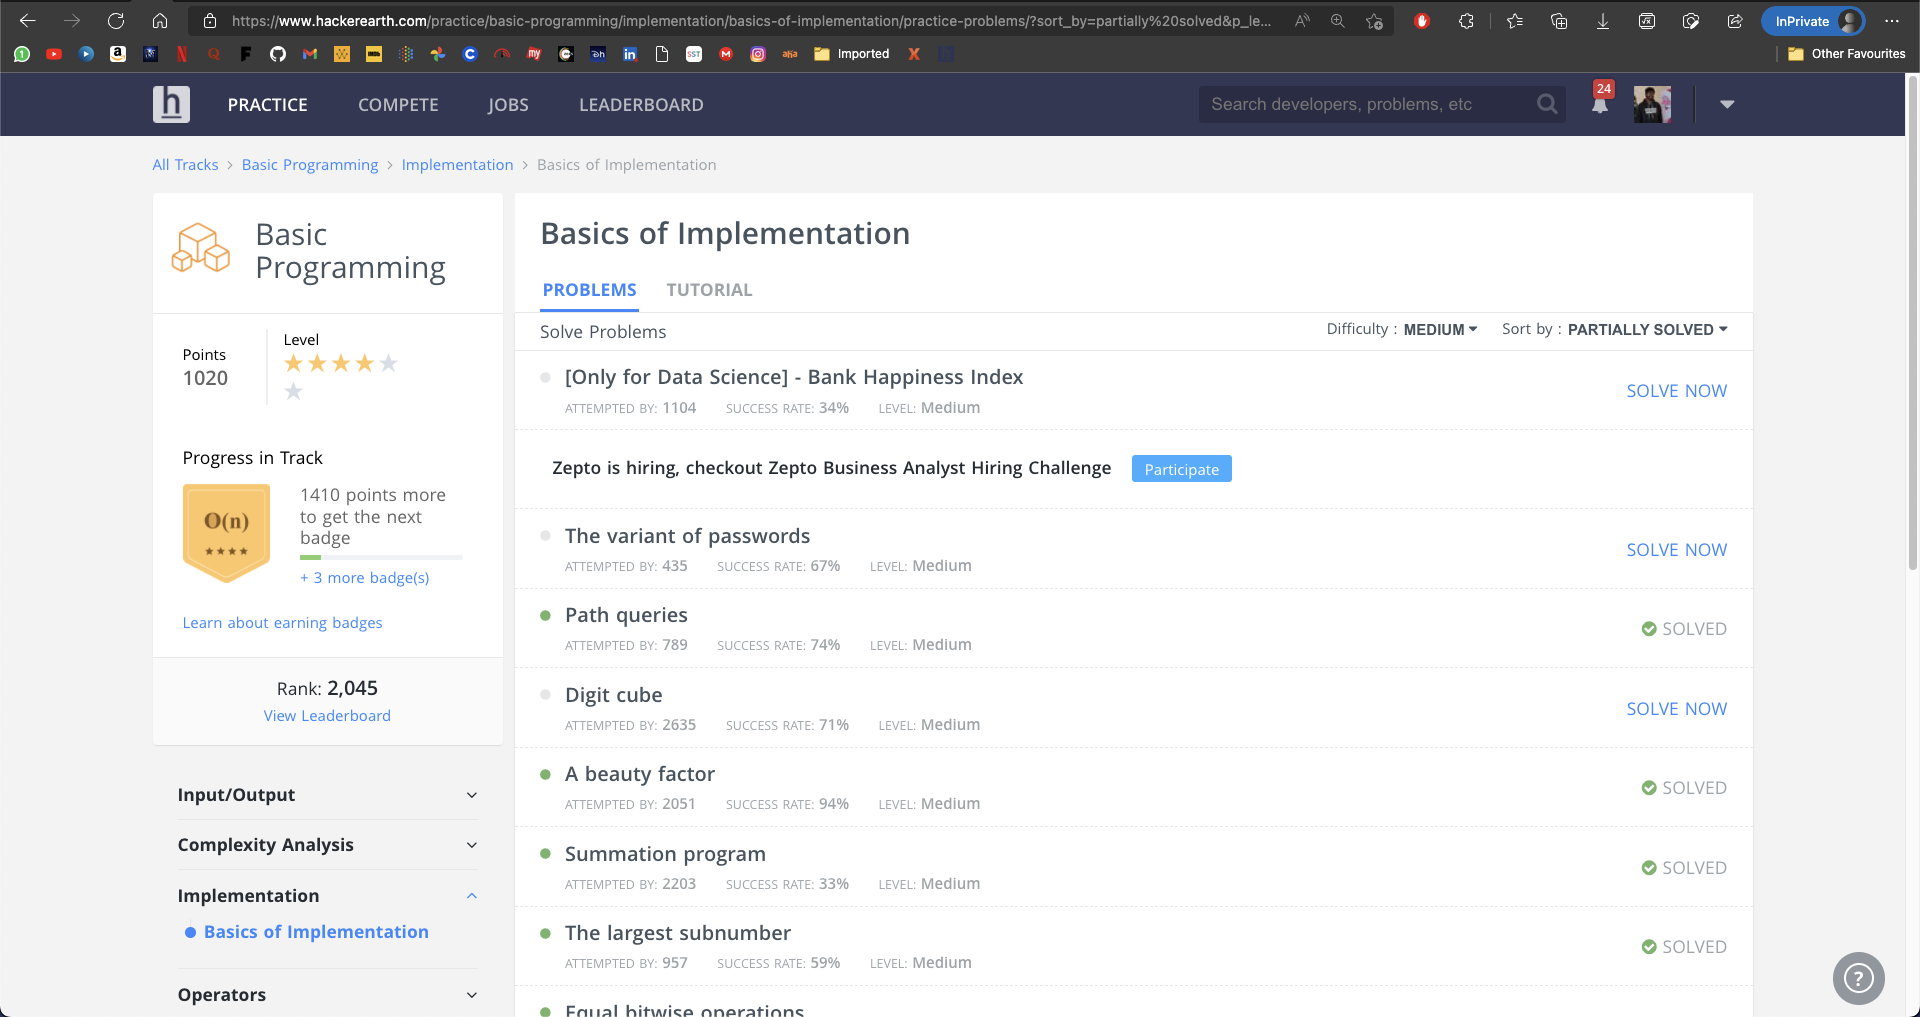 https://www.hackerearth.com/practice/basic-programming/implementation/basics-of-implementation/practice-problems/?sort_by=partially%20solved&p_le...
InPrivate
Imported
Other Favourites
h PRACTICE COMPETE JOBS LEADERBOARD
Search developers, problems, etc
24
All Tracks > Basic Programming > Implementation > Basics of Implementation
Basic
Programming
Points
1020
Level
Progress in Track
O(n)
1410 points more
to get the next
badge
+ 3 more badge(s)
Learn about earning badges
Rank: 2,045
View Leaderboard
Input/Output
Complexity Analysis
Implementation
Basics of Implementation
Operators
Basics of Implementation
PROBLEMS TUTORIAL
Solve Problems
Difficulty : MEDIUM Sort by : PARTIALLY SOLVED
[Only for Data Science] - Bank Happiness Index
ATTEMPTED BY: 1104 SUCCESS RATE: 34% LEVEL: Medium
SOLVE NOW
Zepto is hiring, checkout Zepto Business Analyst Hiring Challenge Participate
The variant of passwords
ATTEMPTED BY: 435 SUCCESS RATE: 67% LEVEL: Medium
SOLVE NOW
Path queries
ATTEMPTED BY: 789 SUCCESS RATE: 74% LEVEL: Medium
SOLVED
Digit cube
ATTEMPTED BY: 2635 SUCCESS RATE: 71% LEVEL: Medium
SOLVE NOW
A beauty factor
ATTEMPTED BY: 2051 SUCCESS RATE: 94% LEVEL: Medium
SOLVED
Summation program
ATTEMPTED BY: 2203 SUCCESS RATE: 33% LEVEL: Medium
SOLVED
The largest subnumber
ATTEMPTED BY: 957 SUCCESS RATE: 59% LEVEL: Medium
SOLVED
Equal bitwise operations
?